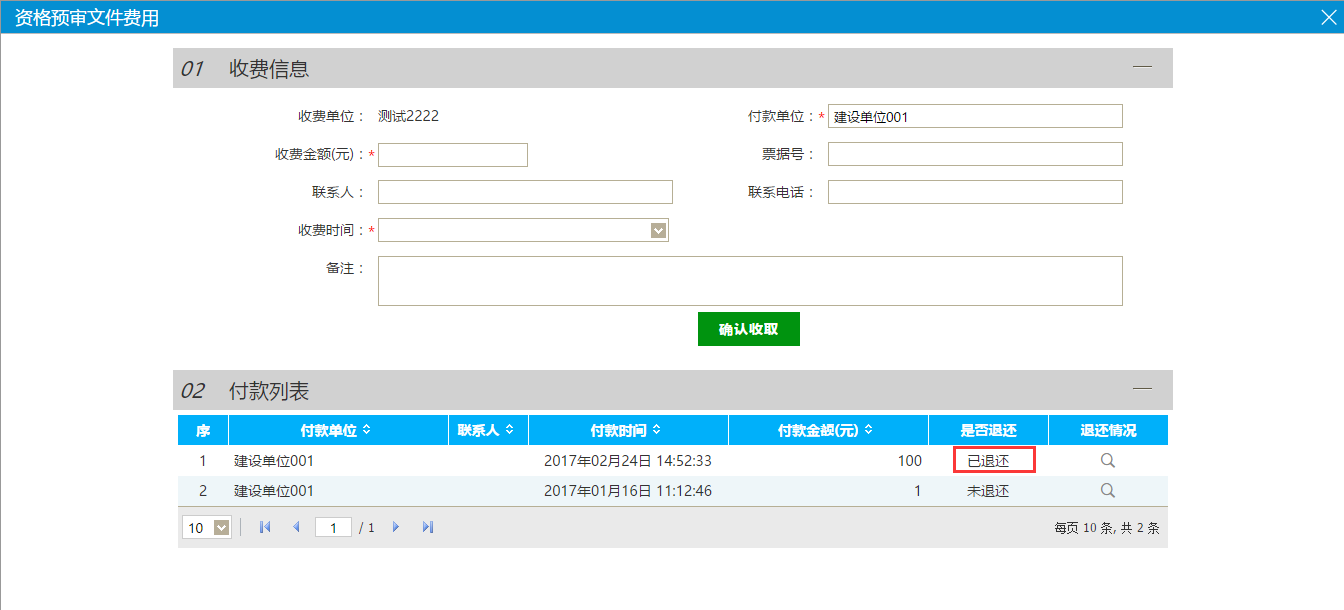 资格预审文件费用
01 收费信息
收费单位： 测试2222 付款单位：* 建设单位001
收费金额(元)：* 票据号：
联系人： 联系电话：
收费时间：*
备注：
确认收取
02 付款列表
序 付款单位 联系人 付款时间 付款金额(元) 是否退还 退还情况
1 建设单位001 2017年02月24日 14:52:33 100 已退还
2 建设单位001 2017年01月16日 11:12:46 1 未退还
10 1 / 1 每页 10 条, 共 2 条